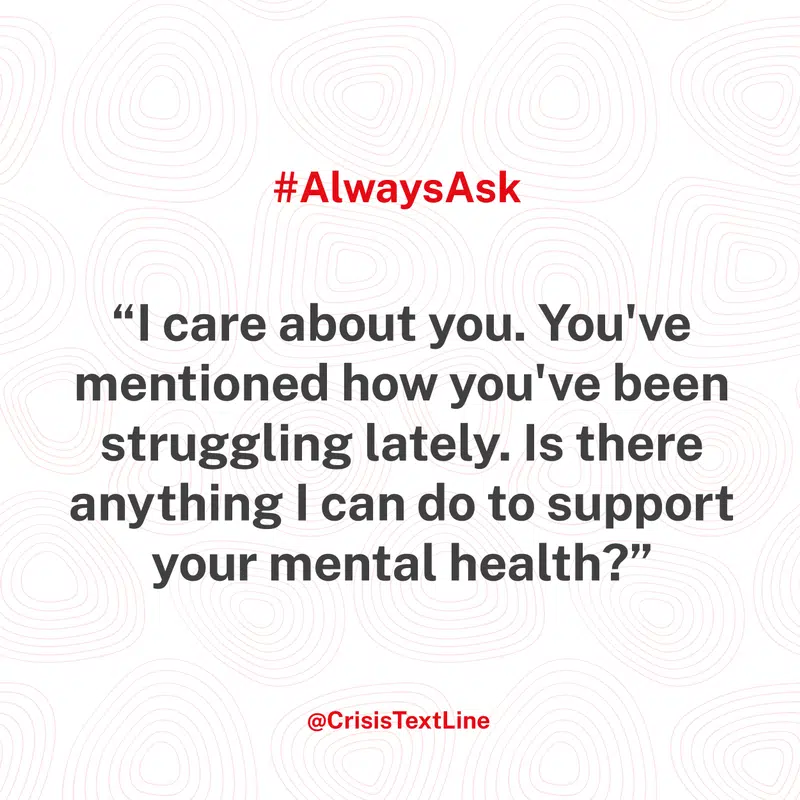 #AlwaysAsk
“I care about you. You've
mentioned how you've been
struggling lately. Is there
anything I can do to support
your mental health?”
@CrisisTextLine